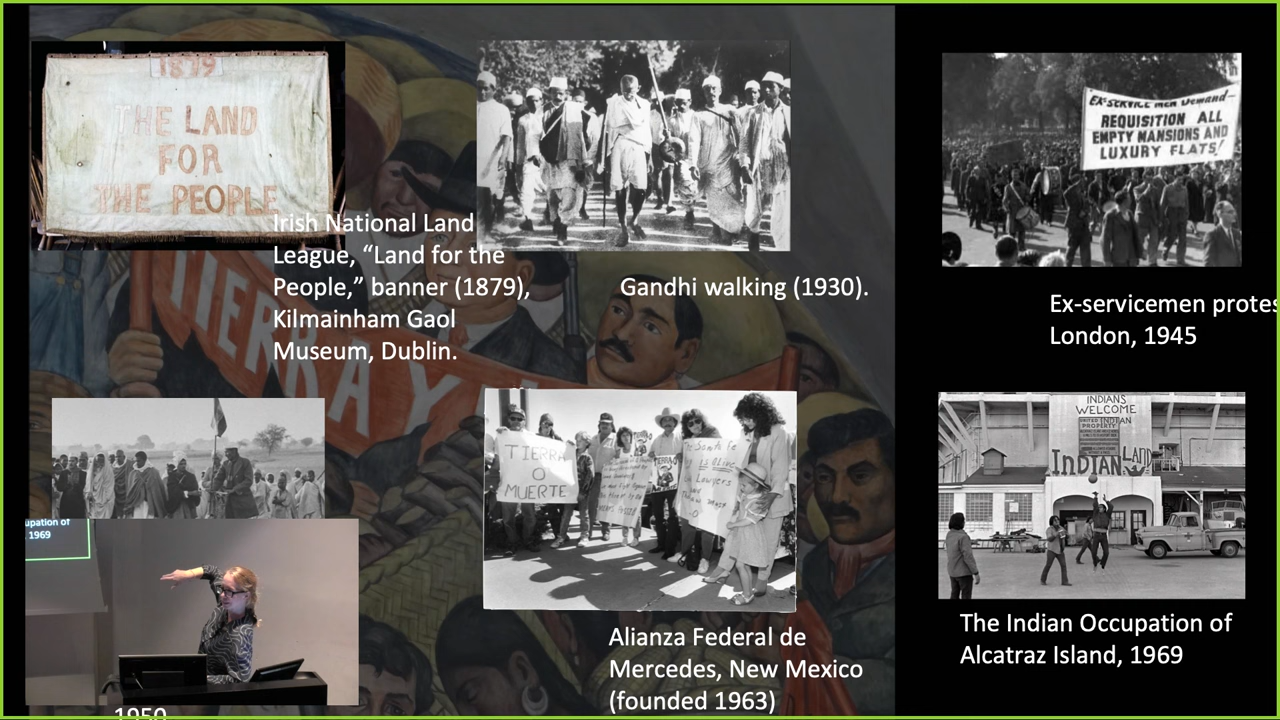 1879
THE LAND
FOR
THE PEOPLE
Irish National Land
League, “Land for the
People,” banner (1879),
Kilmainham Gaol
Museum, Dublin.
Gandhi walking (1930).
EX-SERVICE MEN Demand—
REQUISITION ALL
EMPTY MANSIONS AND
LUXURY FLATS!
Ex-servicemen protes
London, 1945
TIERRA Y
TIERRA
O
MUERTE
Alianza Federal de
Mercedes, New Mexico
(founded 1963)
INDIANS
WELCOME
UNITED INDIAN
PROPERTY
INDIAN LAND
The Indian Occupation of
Alcatraz Island, 1969
upation of
1969
1950